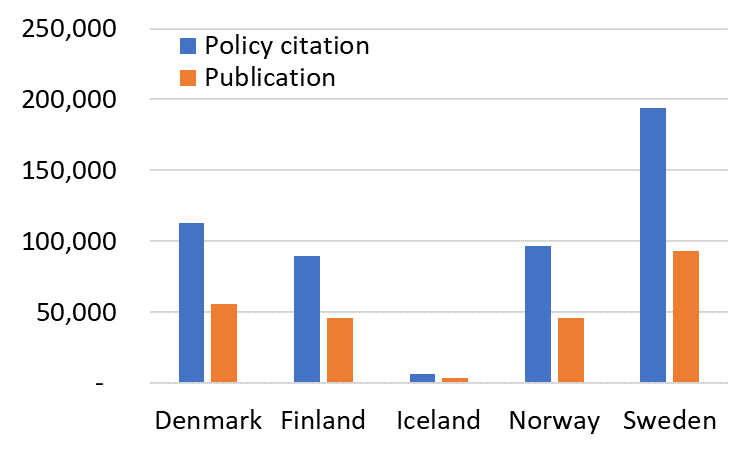 250,000
Policy citation
Publication
200,000
150,000
100,000
50,000
-
Denmark Finland Iceland Norway Sweden